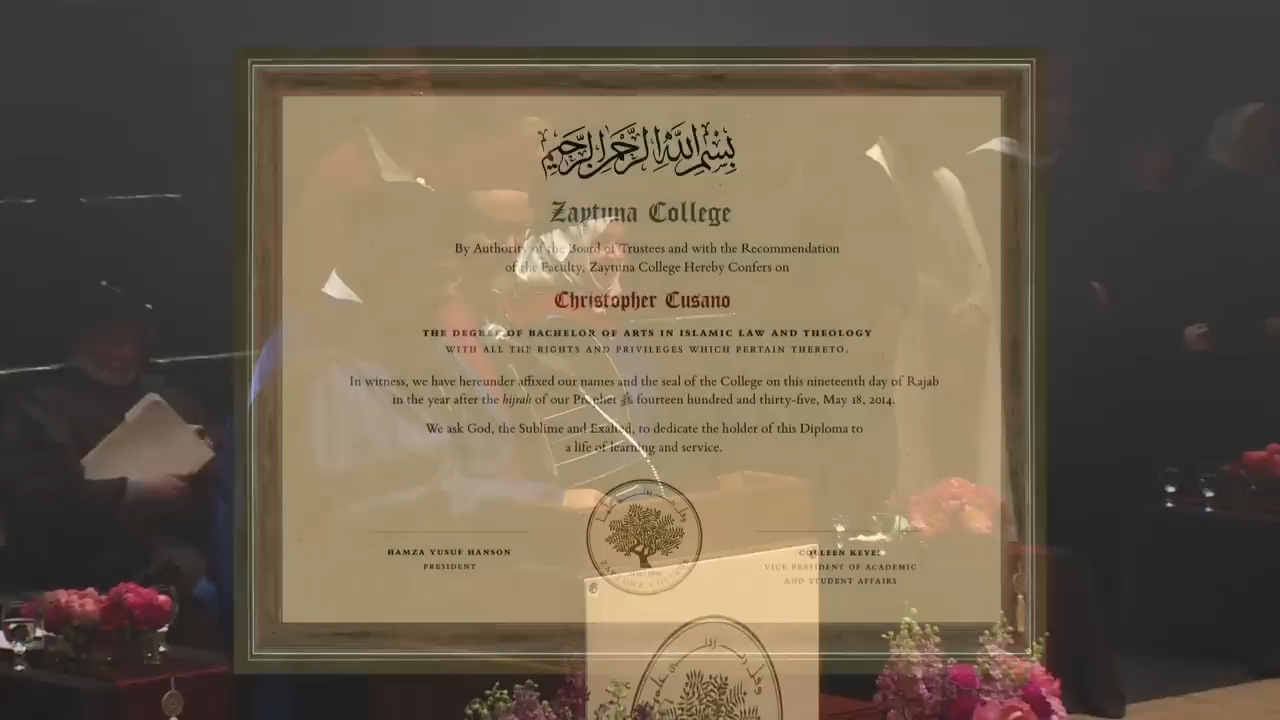 بسم الله الرحمن الرحيم
Zaytuna College
By Authority of the Board of Trustees and with the Recommendation
of the Faculty, Zaytuna College Hereby Confers on
Christopher Cusano
THE DEGREE OF BACHELOR OF ARTS IN ISLAMIC LAW AND THEOLOGY
WITH ALL THE RIGHTS AND PRIVILEGES WHICH PERTAIN THERETO.
In witness, we have hereunder affixed our names and the seal of the College on this nineteenth day of Rajab
in the year after the hijrah of our Prophet ﷺ fourteen hundred and thirty-five, May 18, 2014.
We ask God, the Sublime and Exalted, to dedicate the holder of this Diploma to
a life of learning and service.
HAMZA YUSUF HANSON
PRESIDENT
ZAYTUNA COLLEGE
COLLEEN KEYES
VICE PRESIDENT OF ACADEMIC
AND STUDENT AFFAIRS